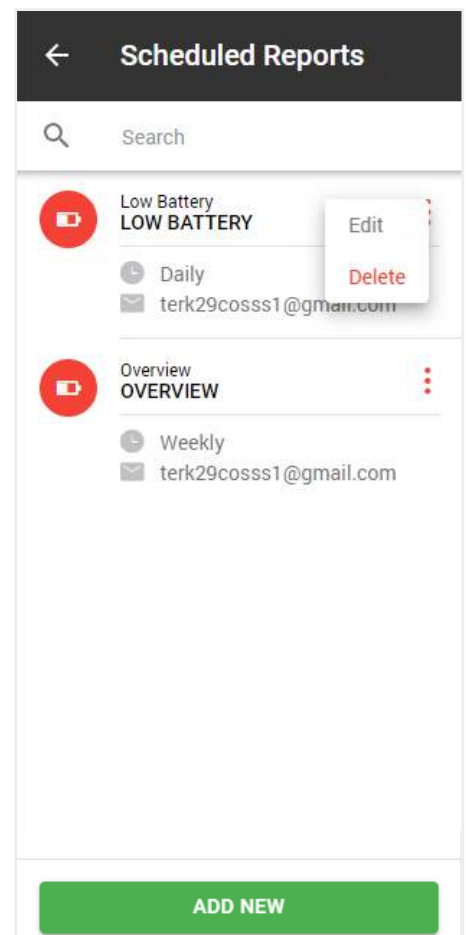 Scheduled Reports
Search
Low Battery
LOW BATTERY
Edit
Delete
Daily
terk29cosss1@gmail.com
Overview
OVERVIEW
Weekly
terk29cosss1@gmail.com
ADD NEW